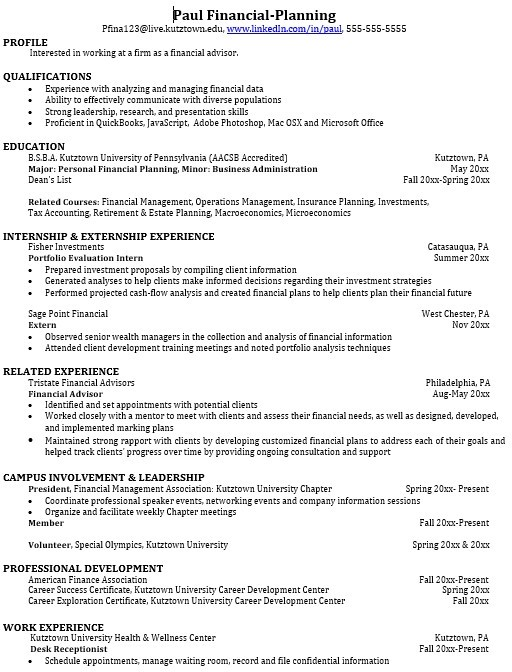 Paul Financial-Planning
Pfina123@live.kutztown.edu, www.linkedIn.com/in/paul, 555-555-5555
PROFILE
Interested in working at a firm as a financial advisor.
QUALIFICATIONS
• Experience with analyzing and managing financial data
• Ability to effectively communicate with diverse populations
• Strong leadership, research, and presentation skills
• Proficient in QuickBooks, JavaScript, Adobe Photoshop, Mac OSX and Microsoft Office
EDUCATION
B.S.B.A. Kutztown University of Pennsylvania (AACSB Accredited) Kutztown, PA
Major: Personal Financial Planning, Minor: Business Administration May 20xx
Dean's List Fall 20xx-Spring 20xx
Related Courses: Financial Management, Operations Management, Insurance Planning, Investments,
Tax Accounting, Retirement & Estate Planning, Macroeconomics, Microeconomics
INTERNSHIP & EXTERNSHIP EXPERIENCE
Fisher Investments Catasauqua, PA
Portfolio Evaluation Intern Summer 20xx
• Prepared investment proposals by compiling client information
• Generated analyses to help clients make informed decisions regarding their investment strategies
• Performed projected cash-flow analysis and created financial plans to help clients plan their financial future
Sage Point Financial West Chester, PA
Extern Nov 20xx
• Observed senior wealth managers in the collection and analysis of financial information
• Attended client development training meetings and noted portfolio analysis techniques
RELATED EXPERIENCE
Tristate Financial Advisors Philadelphia, PA
Financial Advisor Aug-May 20xx
• Identified and set appointments with potential clients
• Worked closely with a mentor to meet with clients and assess their financial needs, as well as designed, developed,
and implemented marking plans
• Maintained strong rapport with clients by developing customized financial plans to address each of their goals and
helped track clients' progress over time by providing ongoing consultation and support
CAMPUS INVOLVEMENT & LEADERSHIP
President, Financial Management Association: Kutztown University Chapter Spring 20xx- Present
• Coordinate professional speaker events, networking events and company information sessions
• Organize and facilitate weekly Chapter meetings
Member Fall 20xx-Present
Volunteer, Special Olympics, Kutztown University Spring 20xx & 20xx
PROFESSIONAL DEVELOPMENT
American Finance Association Fall 20xx-Present
Career Success Certificate, Kutztown University Career Development Center Spring 20xx
Career Exploration Certificate, Kutztown University Career Development Center Fall 20xx
WORK EXPERIENCE
Kutztown University Health & Wellness Center Kutztown, PA
Desk Receptionist Fall 20xx-Present
• Schedule appointments, manage waiting room, record and file confidential information